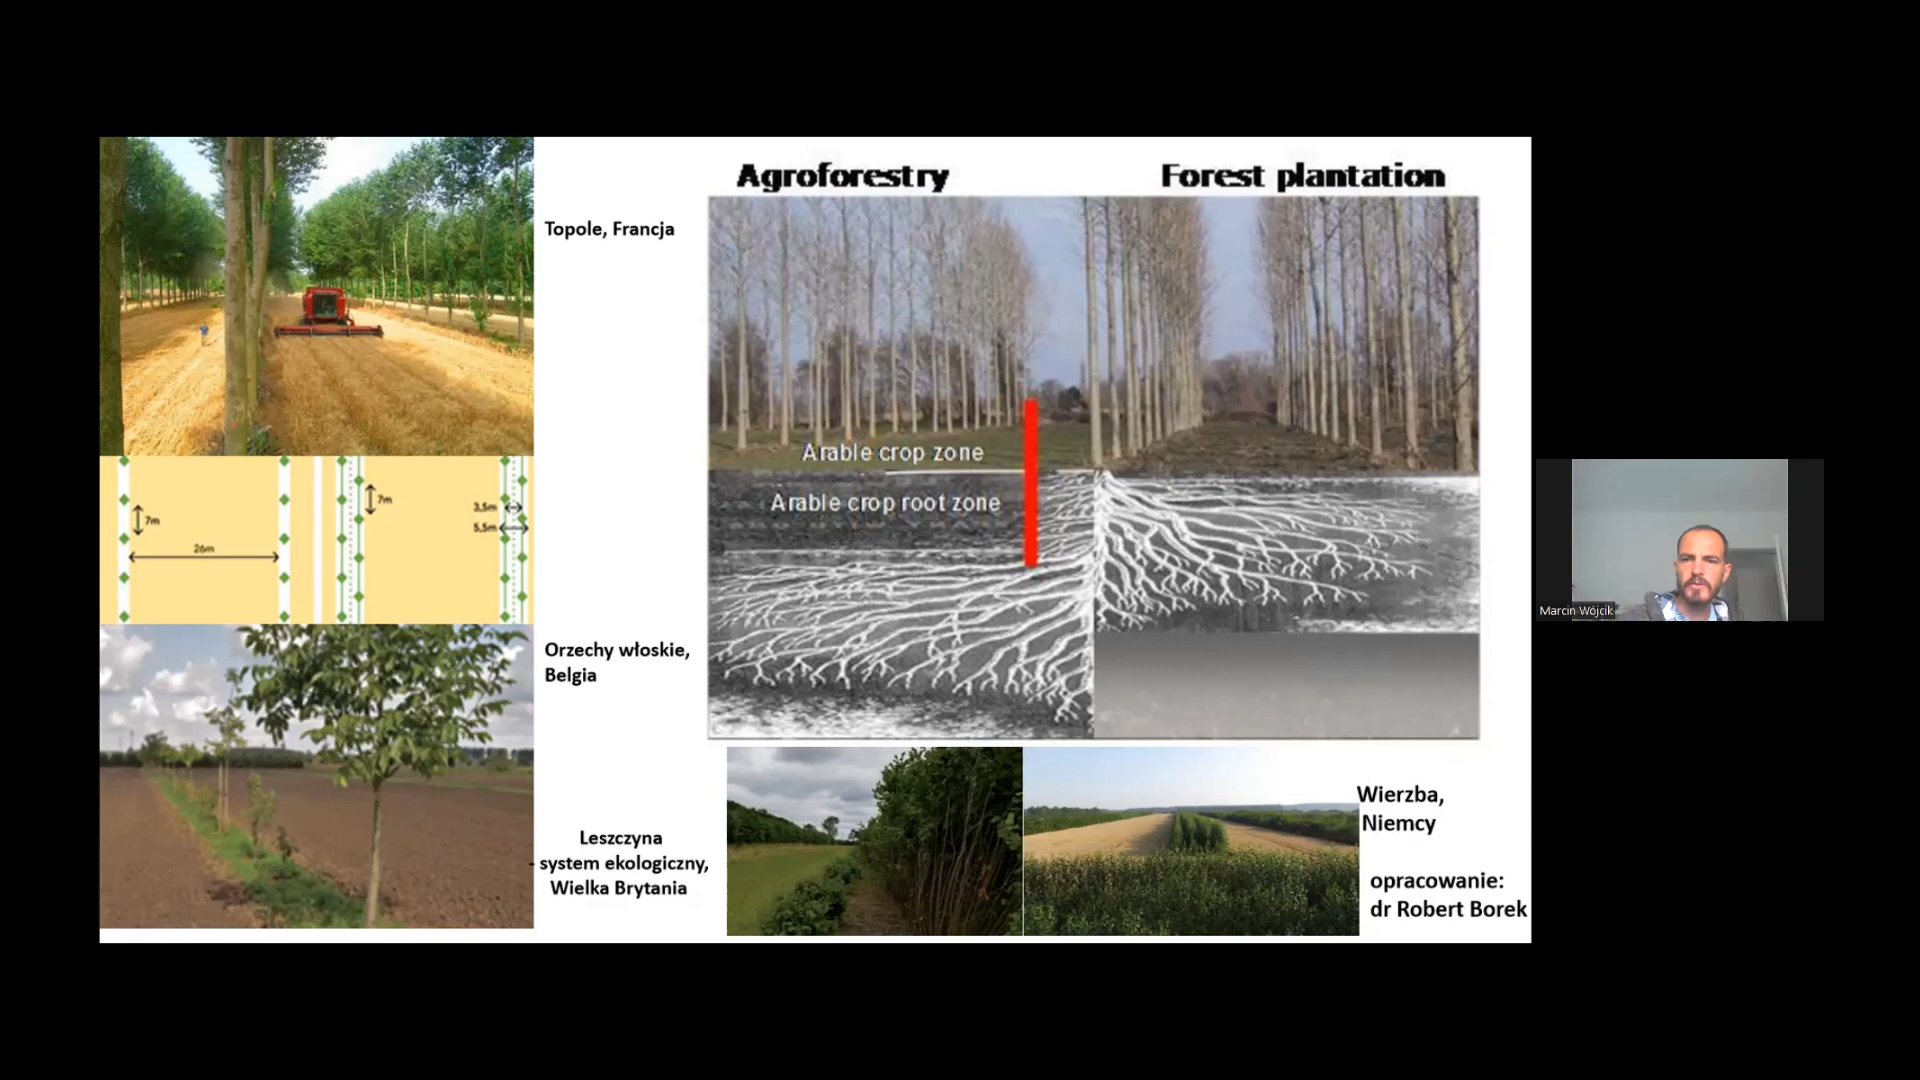 Agroforestry
Forest plantation
Topole, Francja
Arable crop zone
Arable crop root zone
7m
26m
7m
3,5m
5,5m
Orzechy włoskie,
Belgia
Leszczyna
- system ekologiczny,
Wielka Brytania
Wierzba,
Niemcy
opracowanie:
dr Robert Borek
Marcin Wójcik